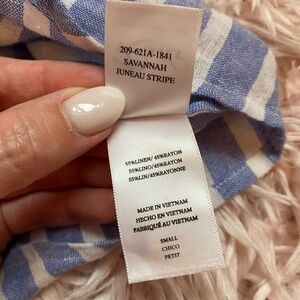 209-621A-1841
SAVANNAH
JUNEAU STRIPE
55%LINEN/ 45%RAYON
55%LINO/ 45%RAYON
55%LIN/ 45%RAYONNE
MADE IN VIETNAM
HECHO EN VIETNAM
FABRIQUÉ AU VIETNAM
SMALL
CHICO
PETIT